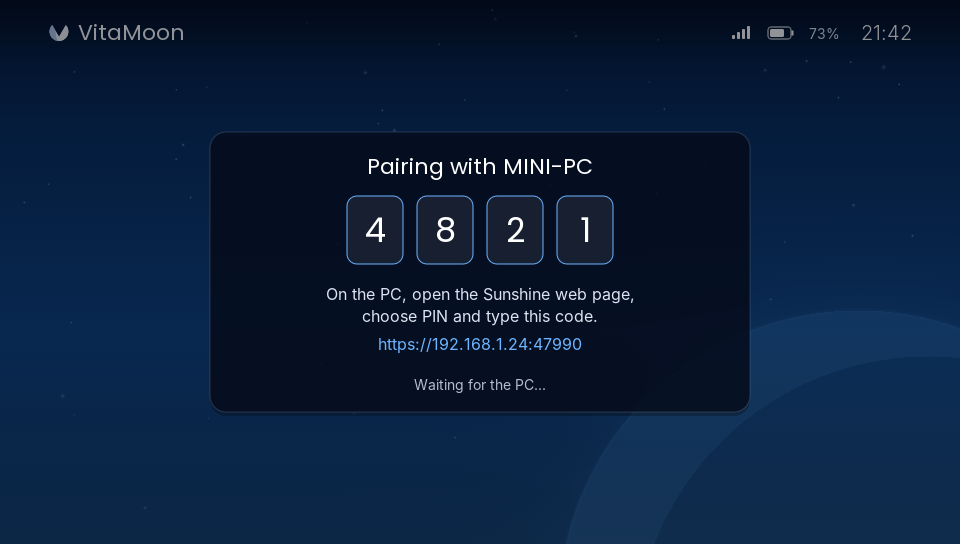 VitaMoon
73%
21:42
Pairing with MINI-PC
4 8 2 1
On the PC, open the Sunshine web page,
choose PIN and type this code.
https://192.168.1.24:47990
Waiting for the PC...